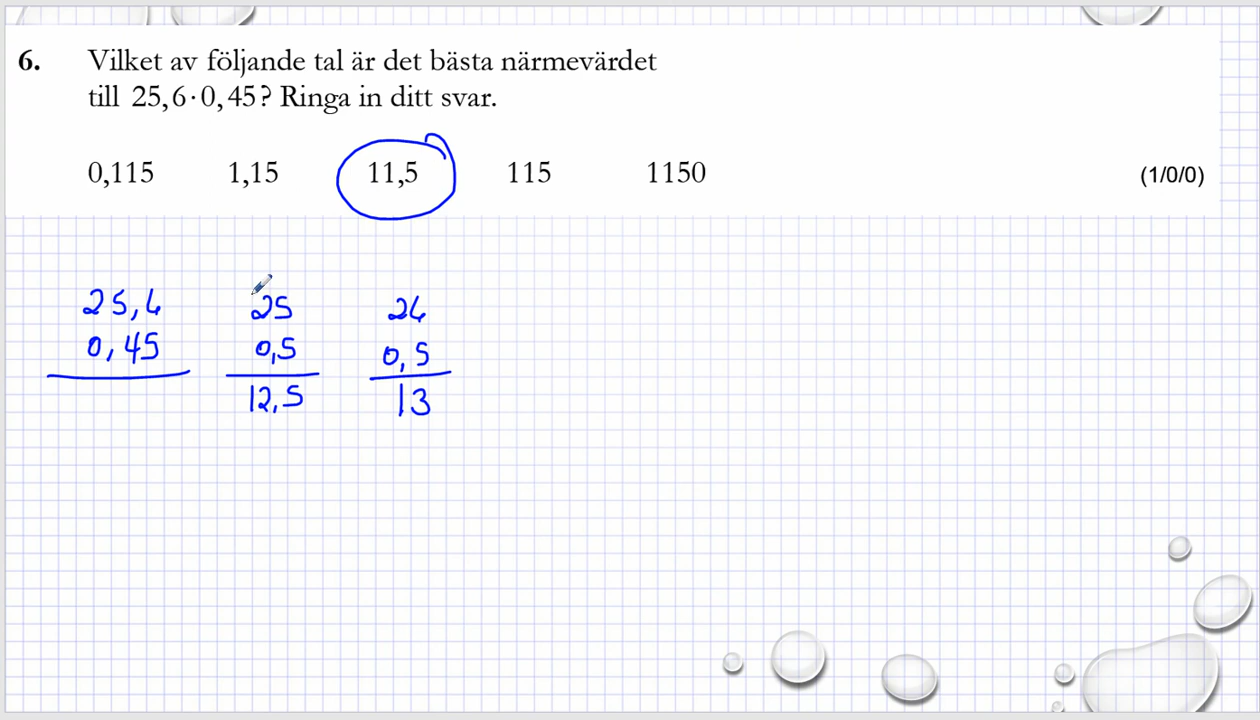 6. Vilket av följande tal är det bästa närmevärdet
till 25,6·0,45? Ringa in ditt svar.
0,115 1,15 11,5 115 1150 (1/0/0)
25,6 25 26
0,45 0,5 0,5
12,5 13